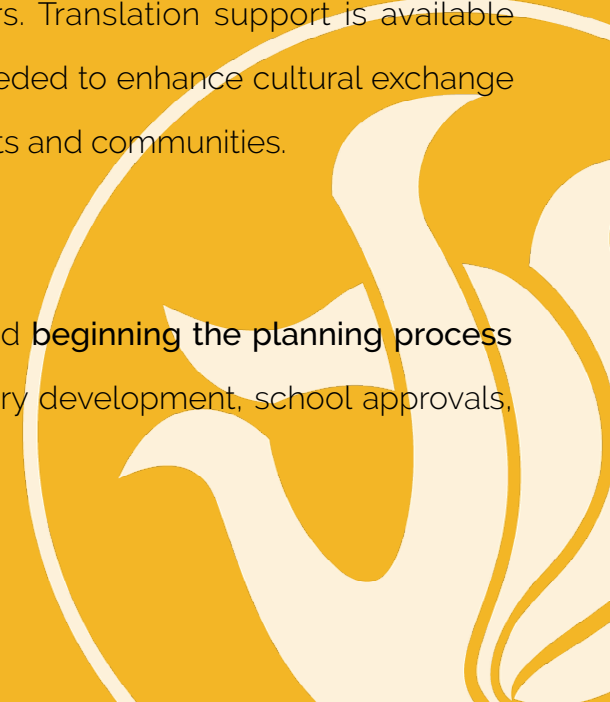 rs. Translation support is available
eded to enhance cultural exchange
ts and communities.
d beginning the planning process
ry development, school approvals,